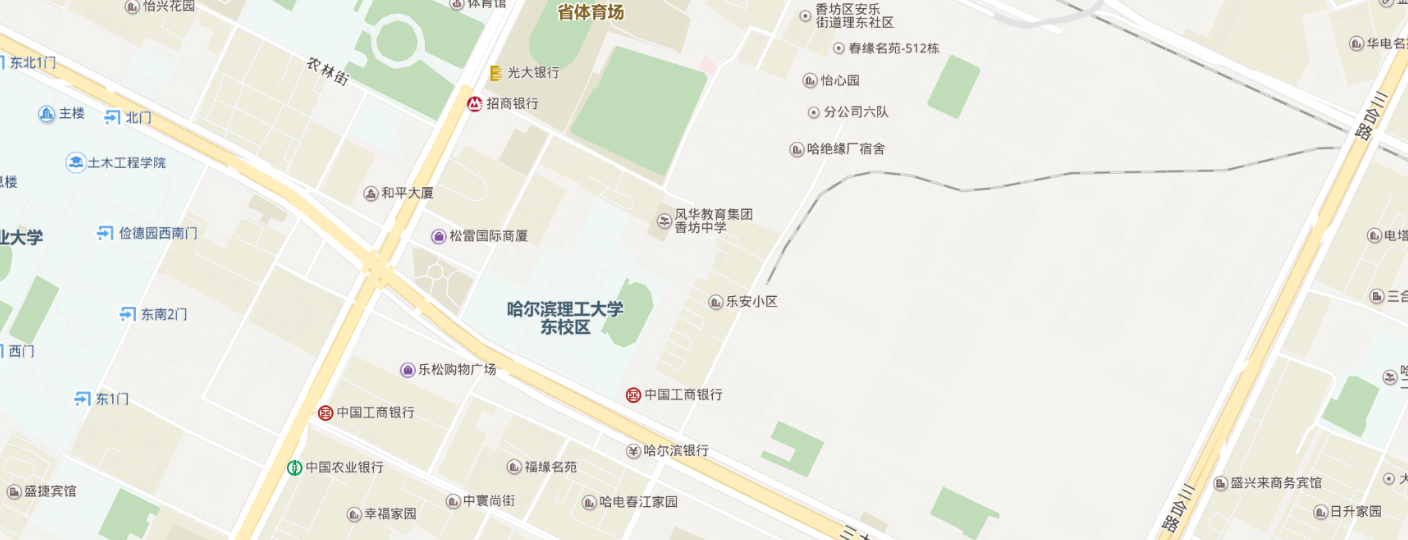 怡兴花园
体育馆
省体育场
香坊区安乐
街道理东社区
春缘名苑-512栋
华电名
东北1门
农林街
光大银行
怡心园
招商银行
分公司六队
三合路
主楼
北门
哈绝缘厂宿舍
土木工程学院
息楼
和平大厦
风华教育集团
香坊中学
业大学
俭德园西南门
松雷国际商厦
电塔
乐安小区
三合
东南2门
哈尔滨理工大学
东校区
西门
乐松购物广场
哈
东1门
中国工商银行
中国工商银行
哈尔滨银行
中国农业银行
福缘名苑
盛捷宾馆
盛兴来商务宾馆
大
中寰尚街
哈电春江家园
幸福家园
三合路
日升家园
三大